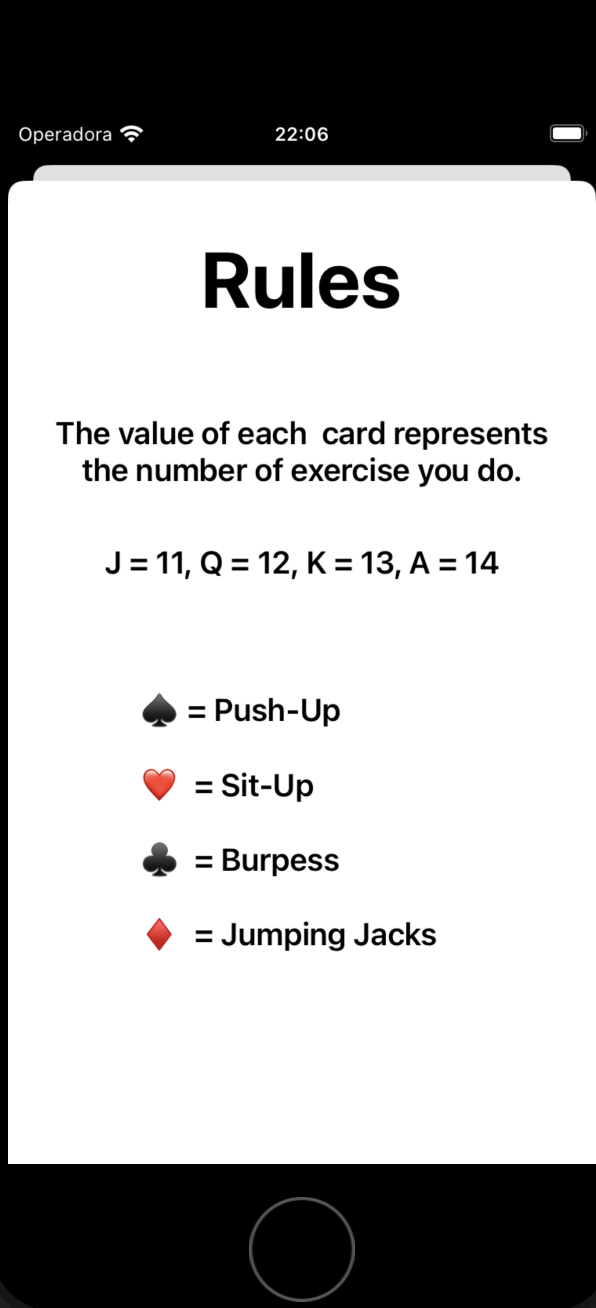 Operadora 22:06
Rules
The value of each  card represents
the number of exercise you do.
J = 11, Q = 12, K = 13, A = 14
♠️ = Push-Up
❤️ = Sit-Up
♣️ = Burpess
♦️ = Jumping Jacks